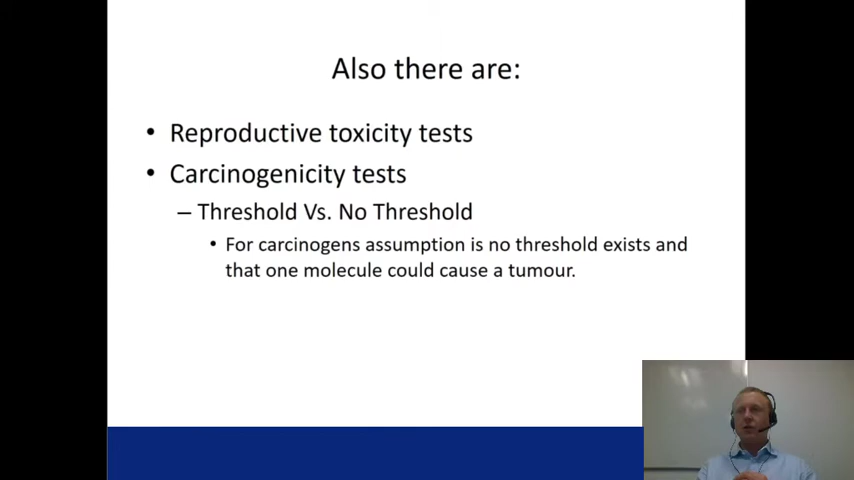 Also there are:
• Reproductive toxicity tests
• Carcinogenicity tests
– Threshold Vs. No Threshold
• For carcinogens assumption is no threshold exists and
that one molecule could cause a tumour.